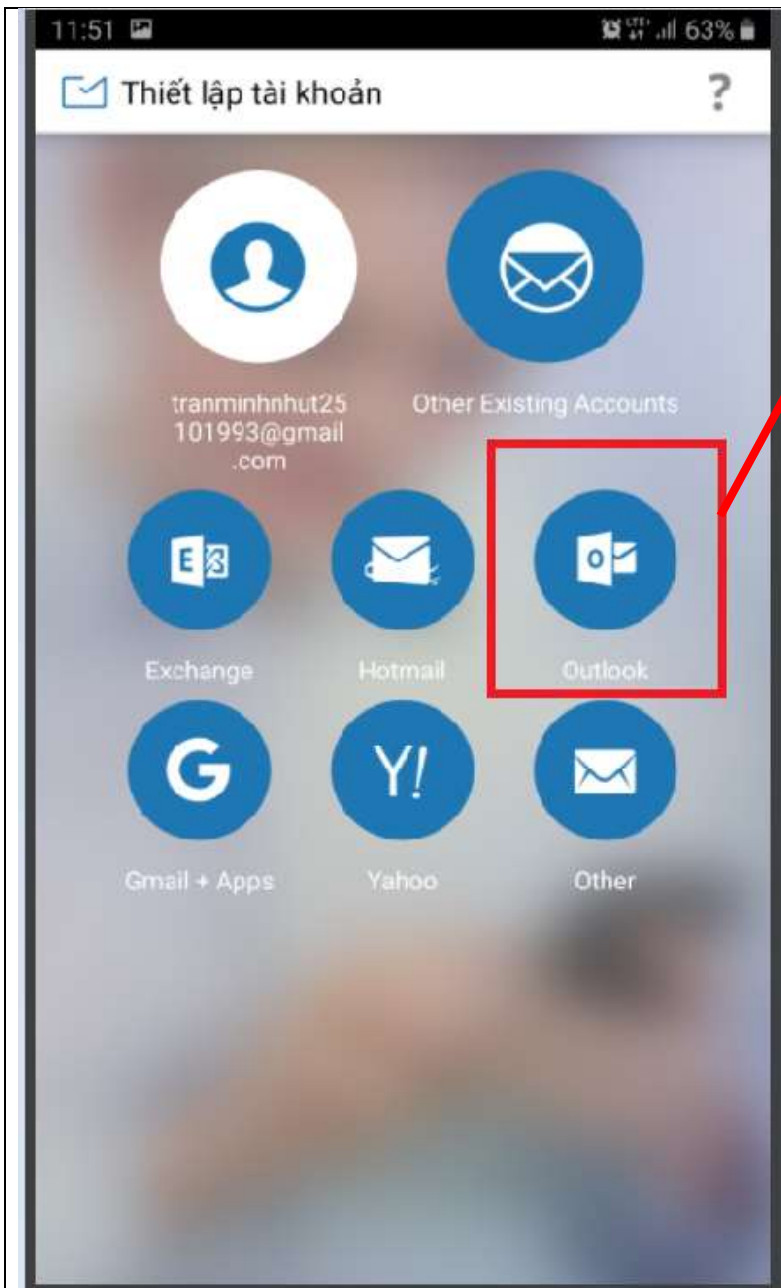 11:51 63%
Thiết lập tài khoản ?
tranminhnhut25
101993@gmail
.com
Other Existing Accounts
Exchange Hotmail Outlook
Gmail + Apps Yahoo Other